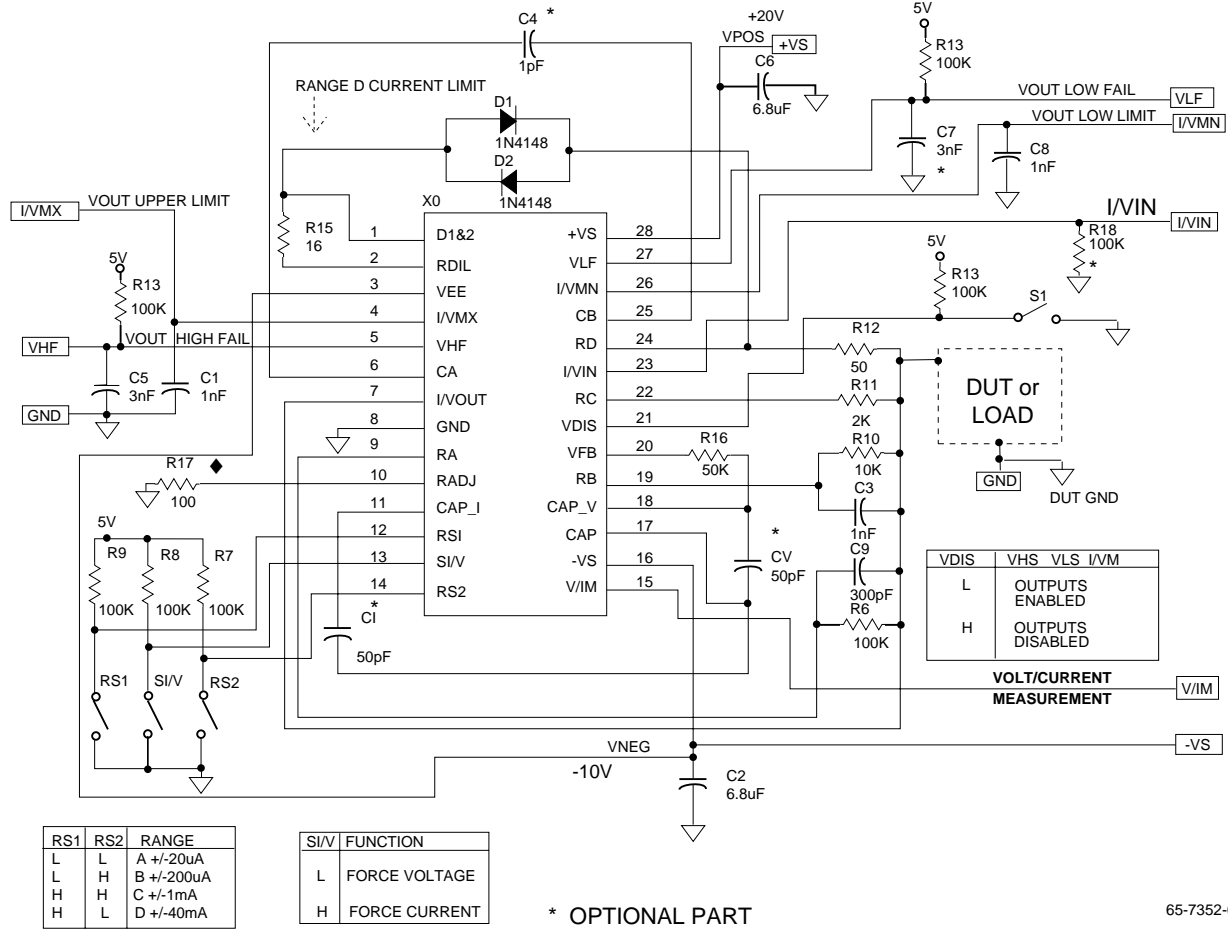 C4 *
1pF
+20V
VPOS +VS
C6
6.8uF
5V
R13
100K
VOUT LOW FAIL VLF
VOUT LOW LIMIT I/VMN
C7
3nF
*
C8
1nF
RANGE D CURRENT LIMIT
D1
1N4148
D2
1N4148
I/VMX VOUT UPPER LIMIT
X0
R15
16
I/VIN I/VIN
R18
100K
*
5V
R13
100K
VHF VOUT HIGH FAIL
C5
3nF
C1
1nF
GND
5V
R13
100K
S1
1 D1&2
2 RDIL
3 VEE
4 I/VMX
5 VHF
6 CA
7 I/VOUT
8 GND
9 RA
10 RADJ
11 CAP_I
12 RSI
13 SI/V
14 RS2
+VS 28
VLF 27
I/VMN 26
CB 25
RD 24
I/VIN 23
RC 22
VDIS 21
VFB 20
RB 19
CAP_V 18
CAP 17
-VS 16
V/IM 15
R12
50
R11
2K
R10
10K
C3
1nF
C9
300pF
R6
100K
DUT or
LOAD
GND
DUT GND
R16
50K
R17
100
*
CV
50pF
*
CI
50pF
5V
R9 R8 R7
100K 100K 100K
RS1 SI/V RS2
VDIS VHS VLS I/VM
L OUTPUTS
ENABLED
H OUTPUTS
DISABLED
VOLT/CURRENT
MEASUREMENT
V/IM
VNEG
-10V
-VS
C2
6.8uF
RS1 RS2 RANGE
L L A +/-20uA
L H B +/-200uA
H H C +/-1mA
H L D +/-40mA
SI/V FUNCTION
L FORCE VOLTAGE
H FORCE CURRENT
* OPTIONAL PART
65-7352-